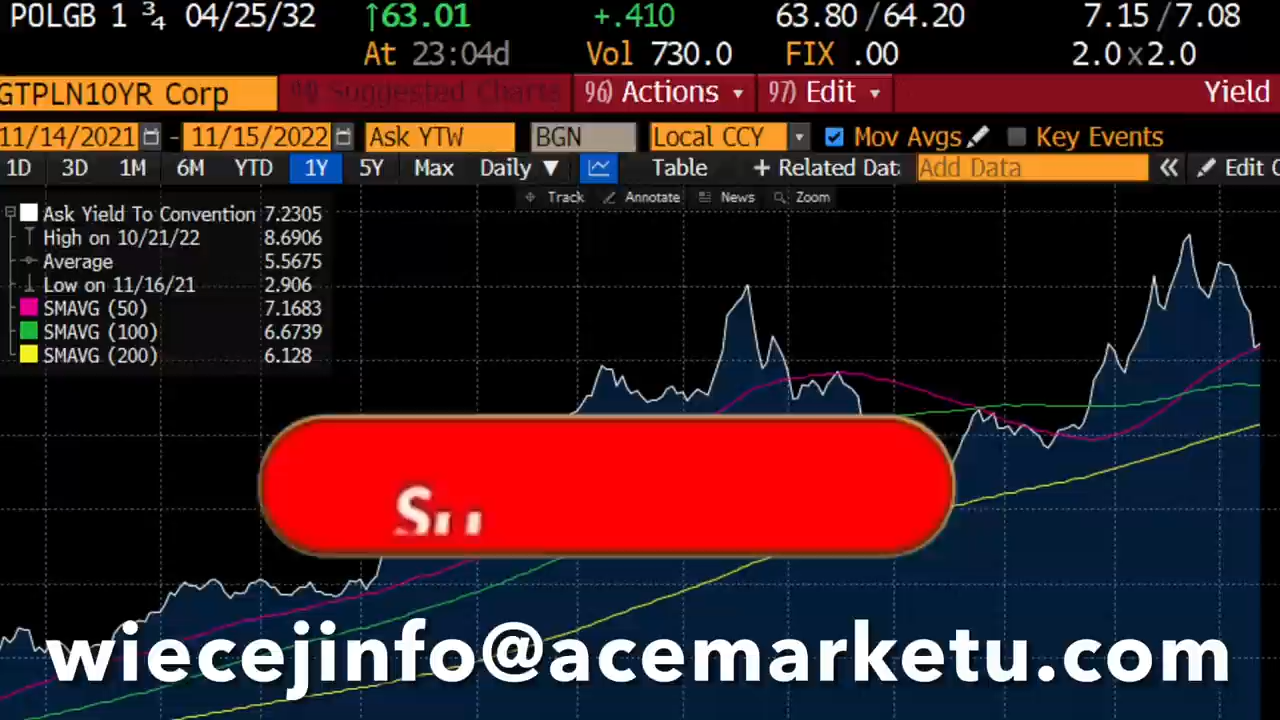 POLGB 1 ¾ 04/25/32 ↑63.01 +.410 63.80/64.20 7.15/7.08
At 23:04d Vol 730.0 FIX .00 2.0x2.0
GTPLN10YR Corp 96) Actions 97) Edit Yield
11/14/2021 - 11/15/2022 Ask YTW BGN Local CCY Mov Avgs Key Events
1D 3D 1M 6M YTD 1Y 5Y Max Daily ▼ Table + Related Dat Add Data « Edit C
Track Annotate News Zoom
Ask Yield To Convention 7.2305
High on 10/21/22 8.6906
Average 5.5675
Low on 11/16/21 2.906
SMAVG (50) 7.1683
SMAVG (100) 6.6739
SMAVG (200) 6.128
wiecejinfo@acemarketu.com